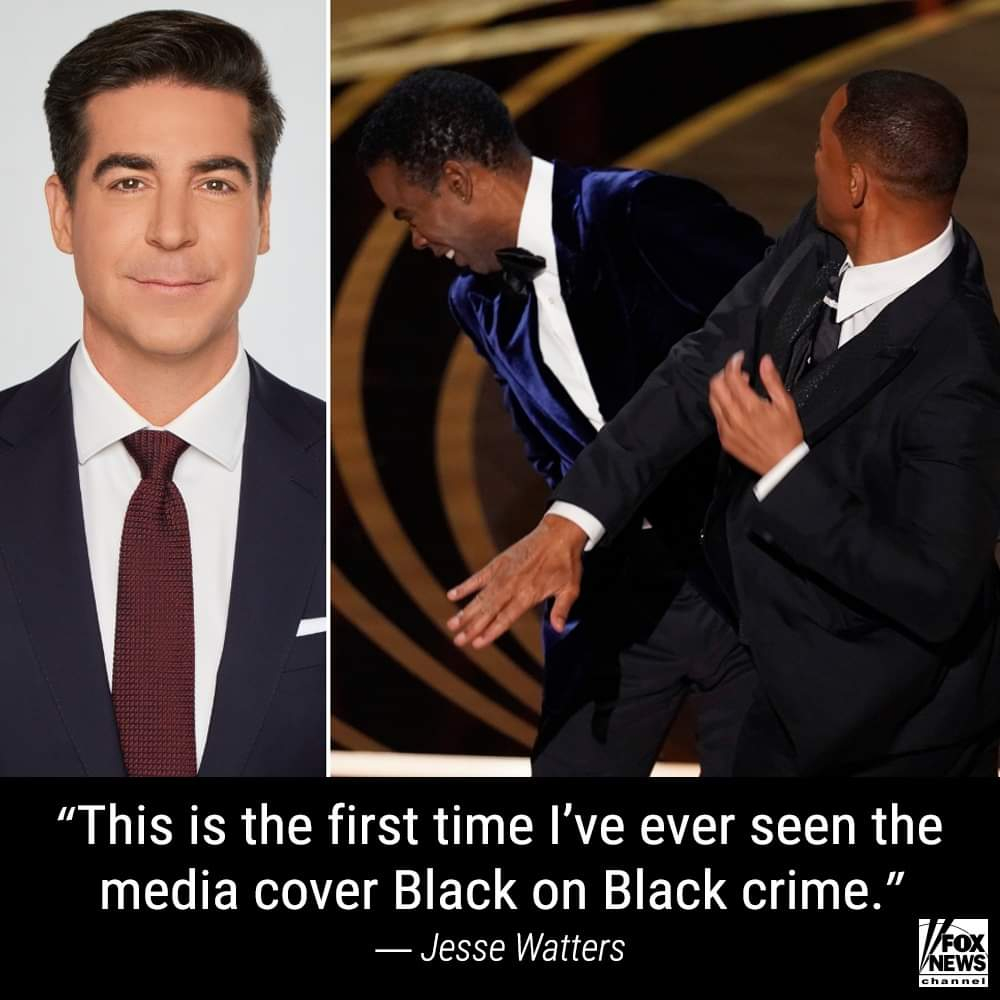 “This is the first time I’ve ever seen the
media cover Black on Black crime.”
— Jesse Watters
FOX
NEWS
channel